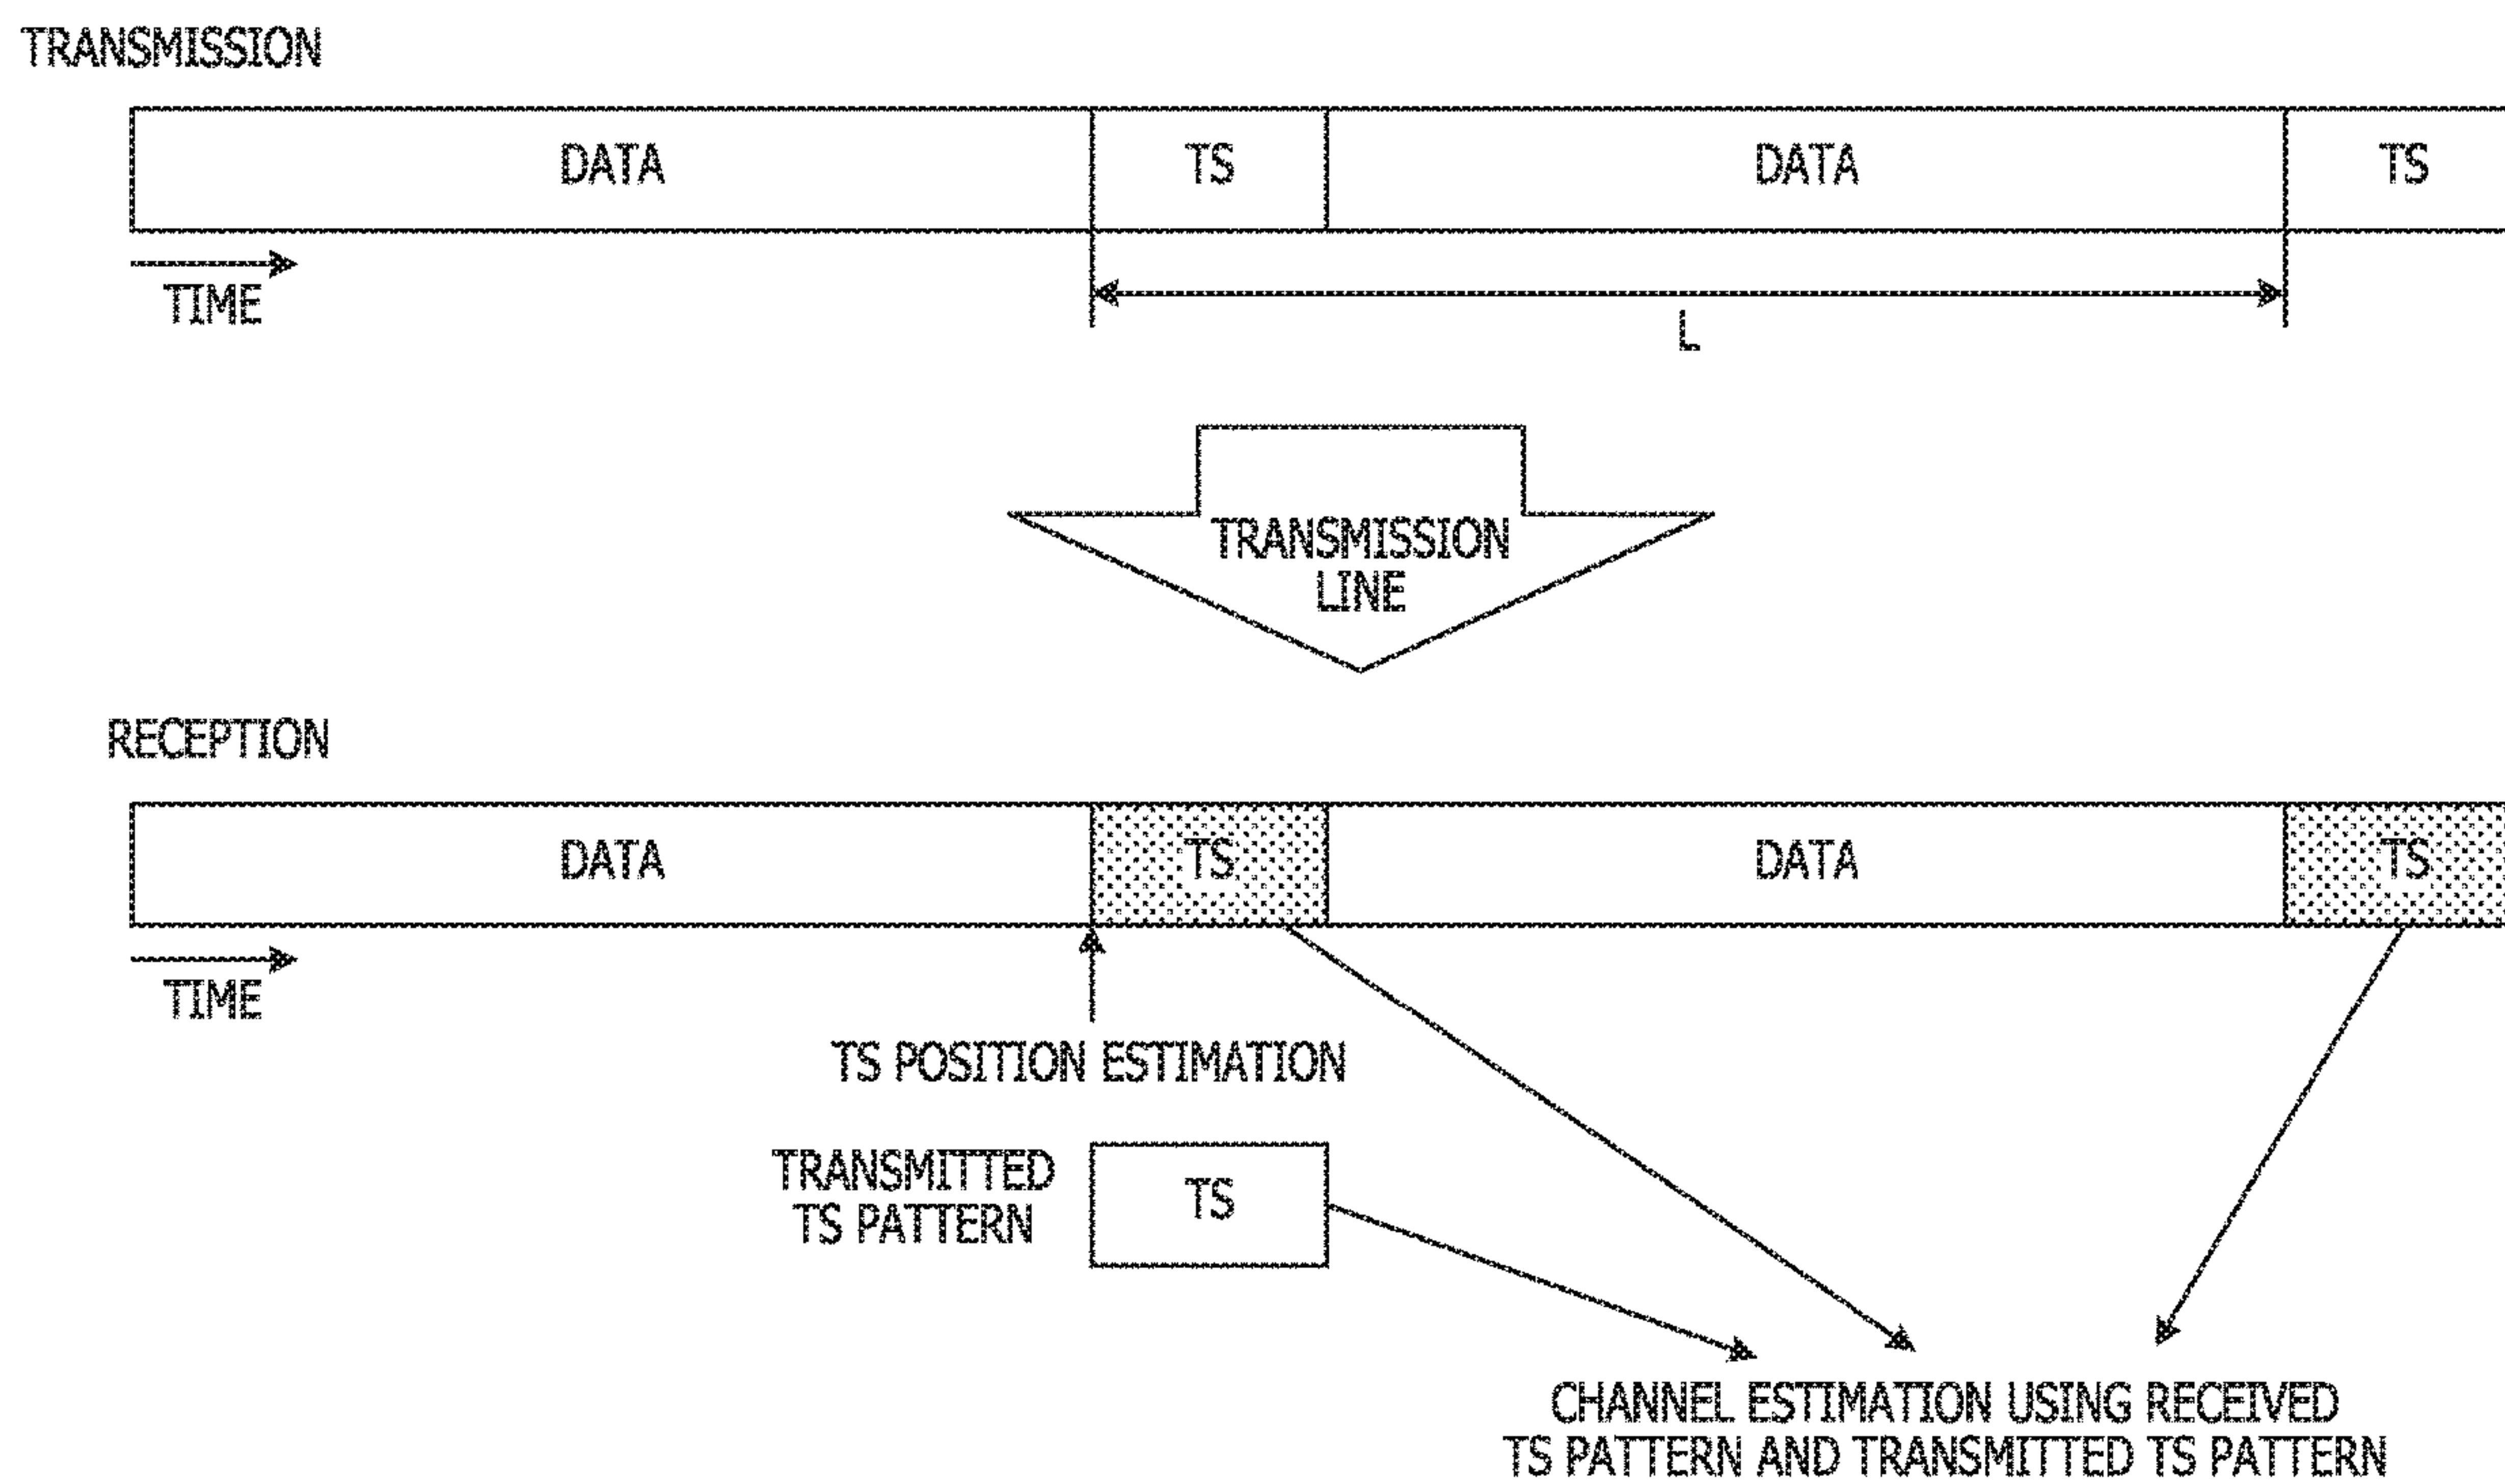 TRANSMISSION
DATA
TS
DATA
TS
TIME
L
TRANSMISSION
LINE
RECEPTION
DATA
TS
DATA
TS
TIME
TS POSITION ESTIMATION
TRANSMITTED
TS PATTERN
TS
CHANNEL ESTIMATION USING RECEIVED
TS PATTERN AND TRANSMITTED TS PATTERN